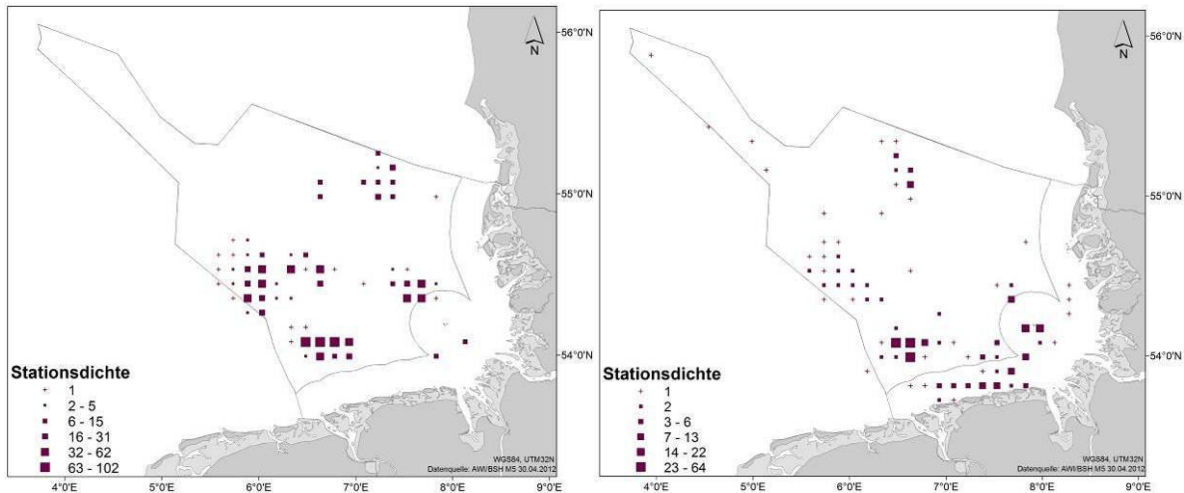 N
56°0'N
55°0'N
54°0'N
Stationsdichte
1
2 - 5
6 - 15
16 - 31
32 - 62
63 - 102
WGS84, UTM32N
Datenquelle: AWI/BSH M5 30.04.2012
4°0'E 5°0'E 6°0'E 7°0'E 8°0'E 9°0'E
N
56°0'N
55°0'N
54°0'N
Stationsdichte
1
2
3 - 6
7 - 13
14 - 22
23 - 64
WGS84, UTM32N
Datenquelle: AWI/BSH M5 30.04.2012
4°0'E 5°0'E 6°0'E 7°0'E 8°0'E 9°0'E